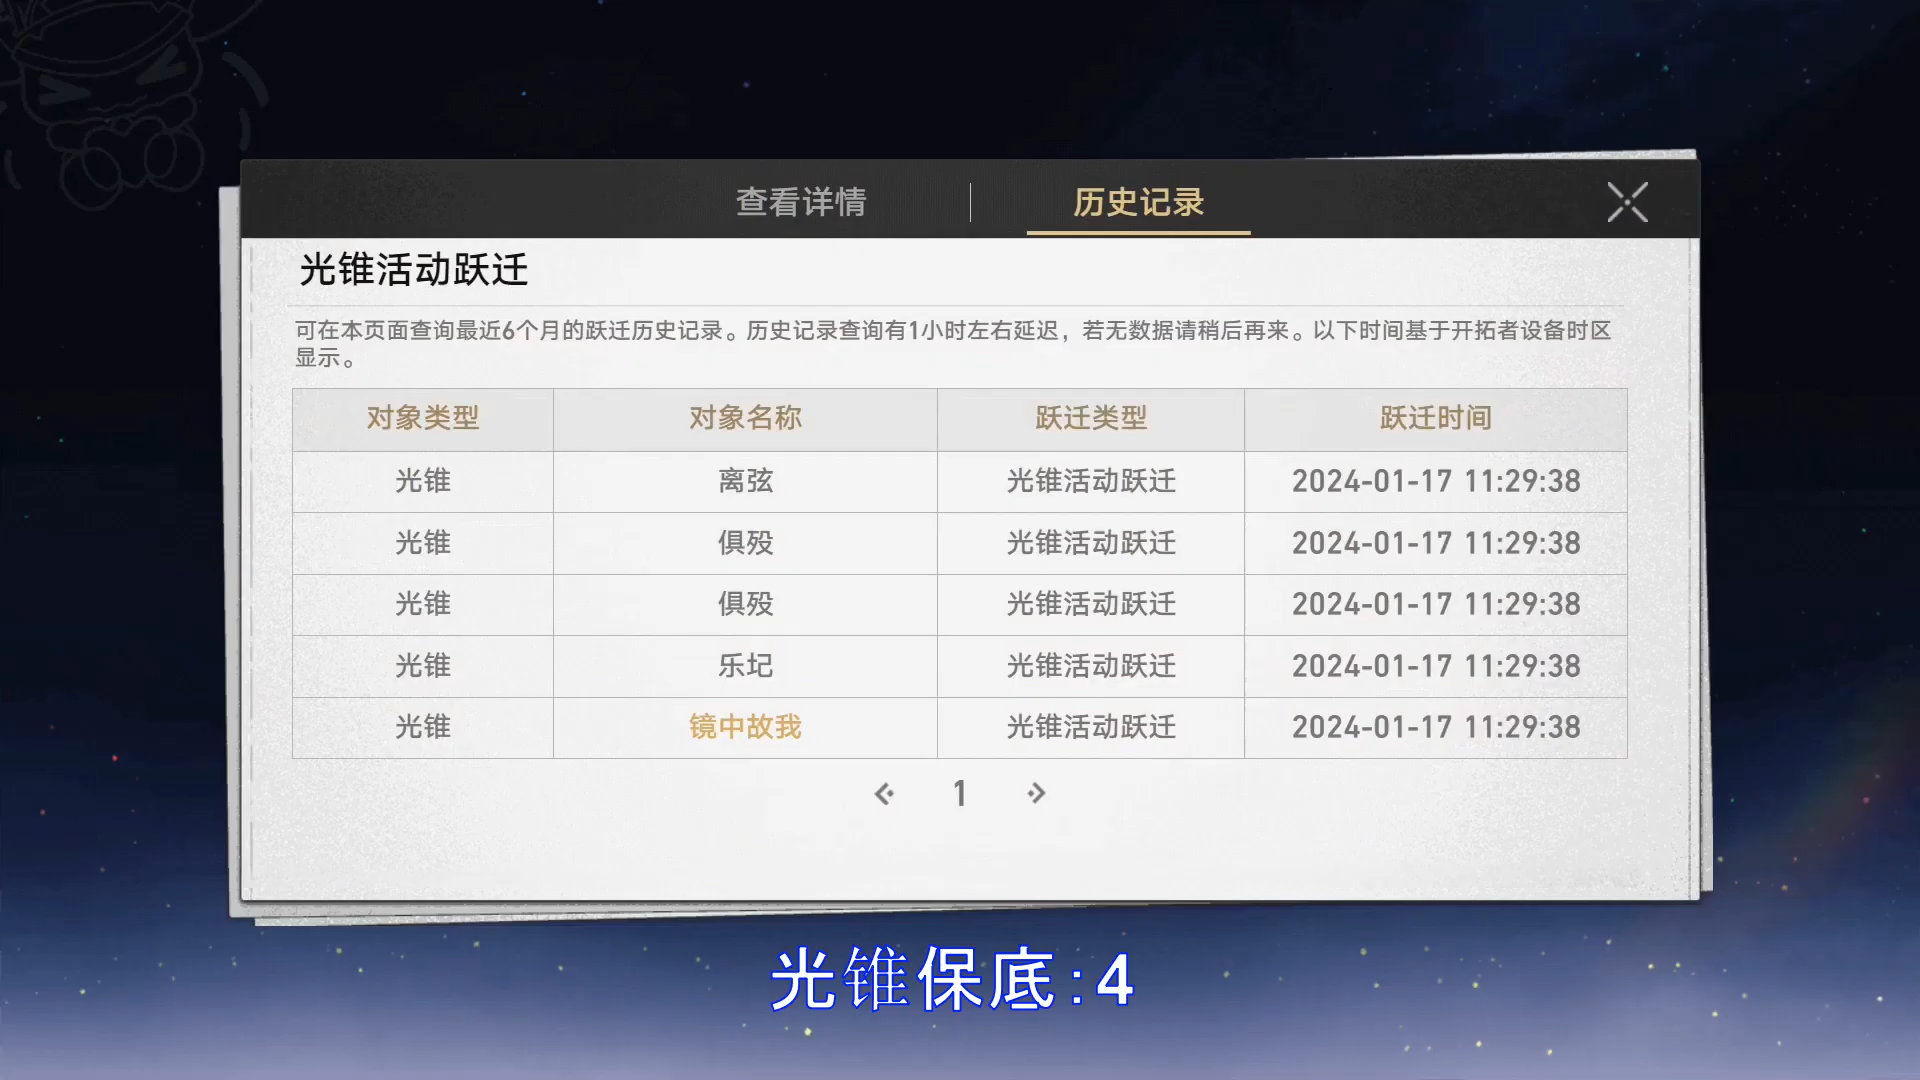 查看详情
历史记录
光锥活动跃迁
可在本页面查询最近6个月的跃迁历史记录。历史记录查询有1小时左右延迟，若无数据请稍后再来。以下时间基于开拓者设备时区
显示。
对象类型 对象名称 跃迁类型 跃迁时间
光锥 离弦 光锥活动跃迁 2024-01-17 11:29:38
光锥 俱殁 光锥活动跃迁 2024-01-17 11:29:38
光锥 俱殁 光锥活动跃迁 2024-01-17 11:29:38
光锥 乐圮 光锥活动跃迁 2024-01-17 11:29:38
光锥 镜中故我 光锥活动跃迁 2024-01-17 11:29:38
1
光锥保底:4